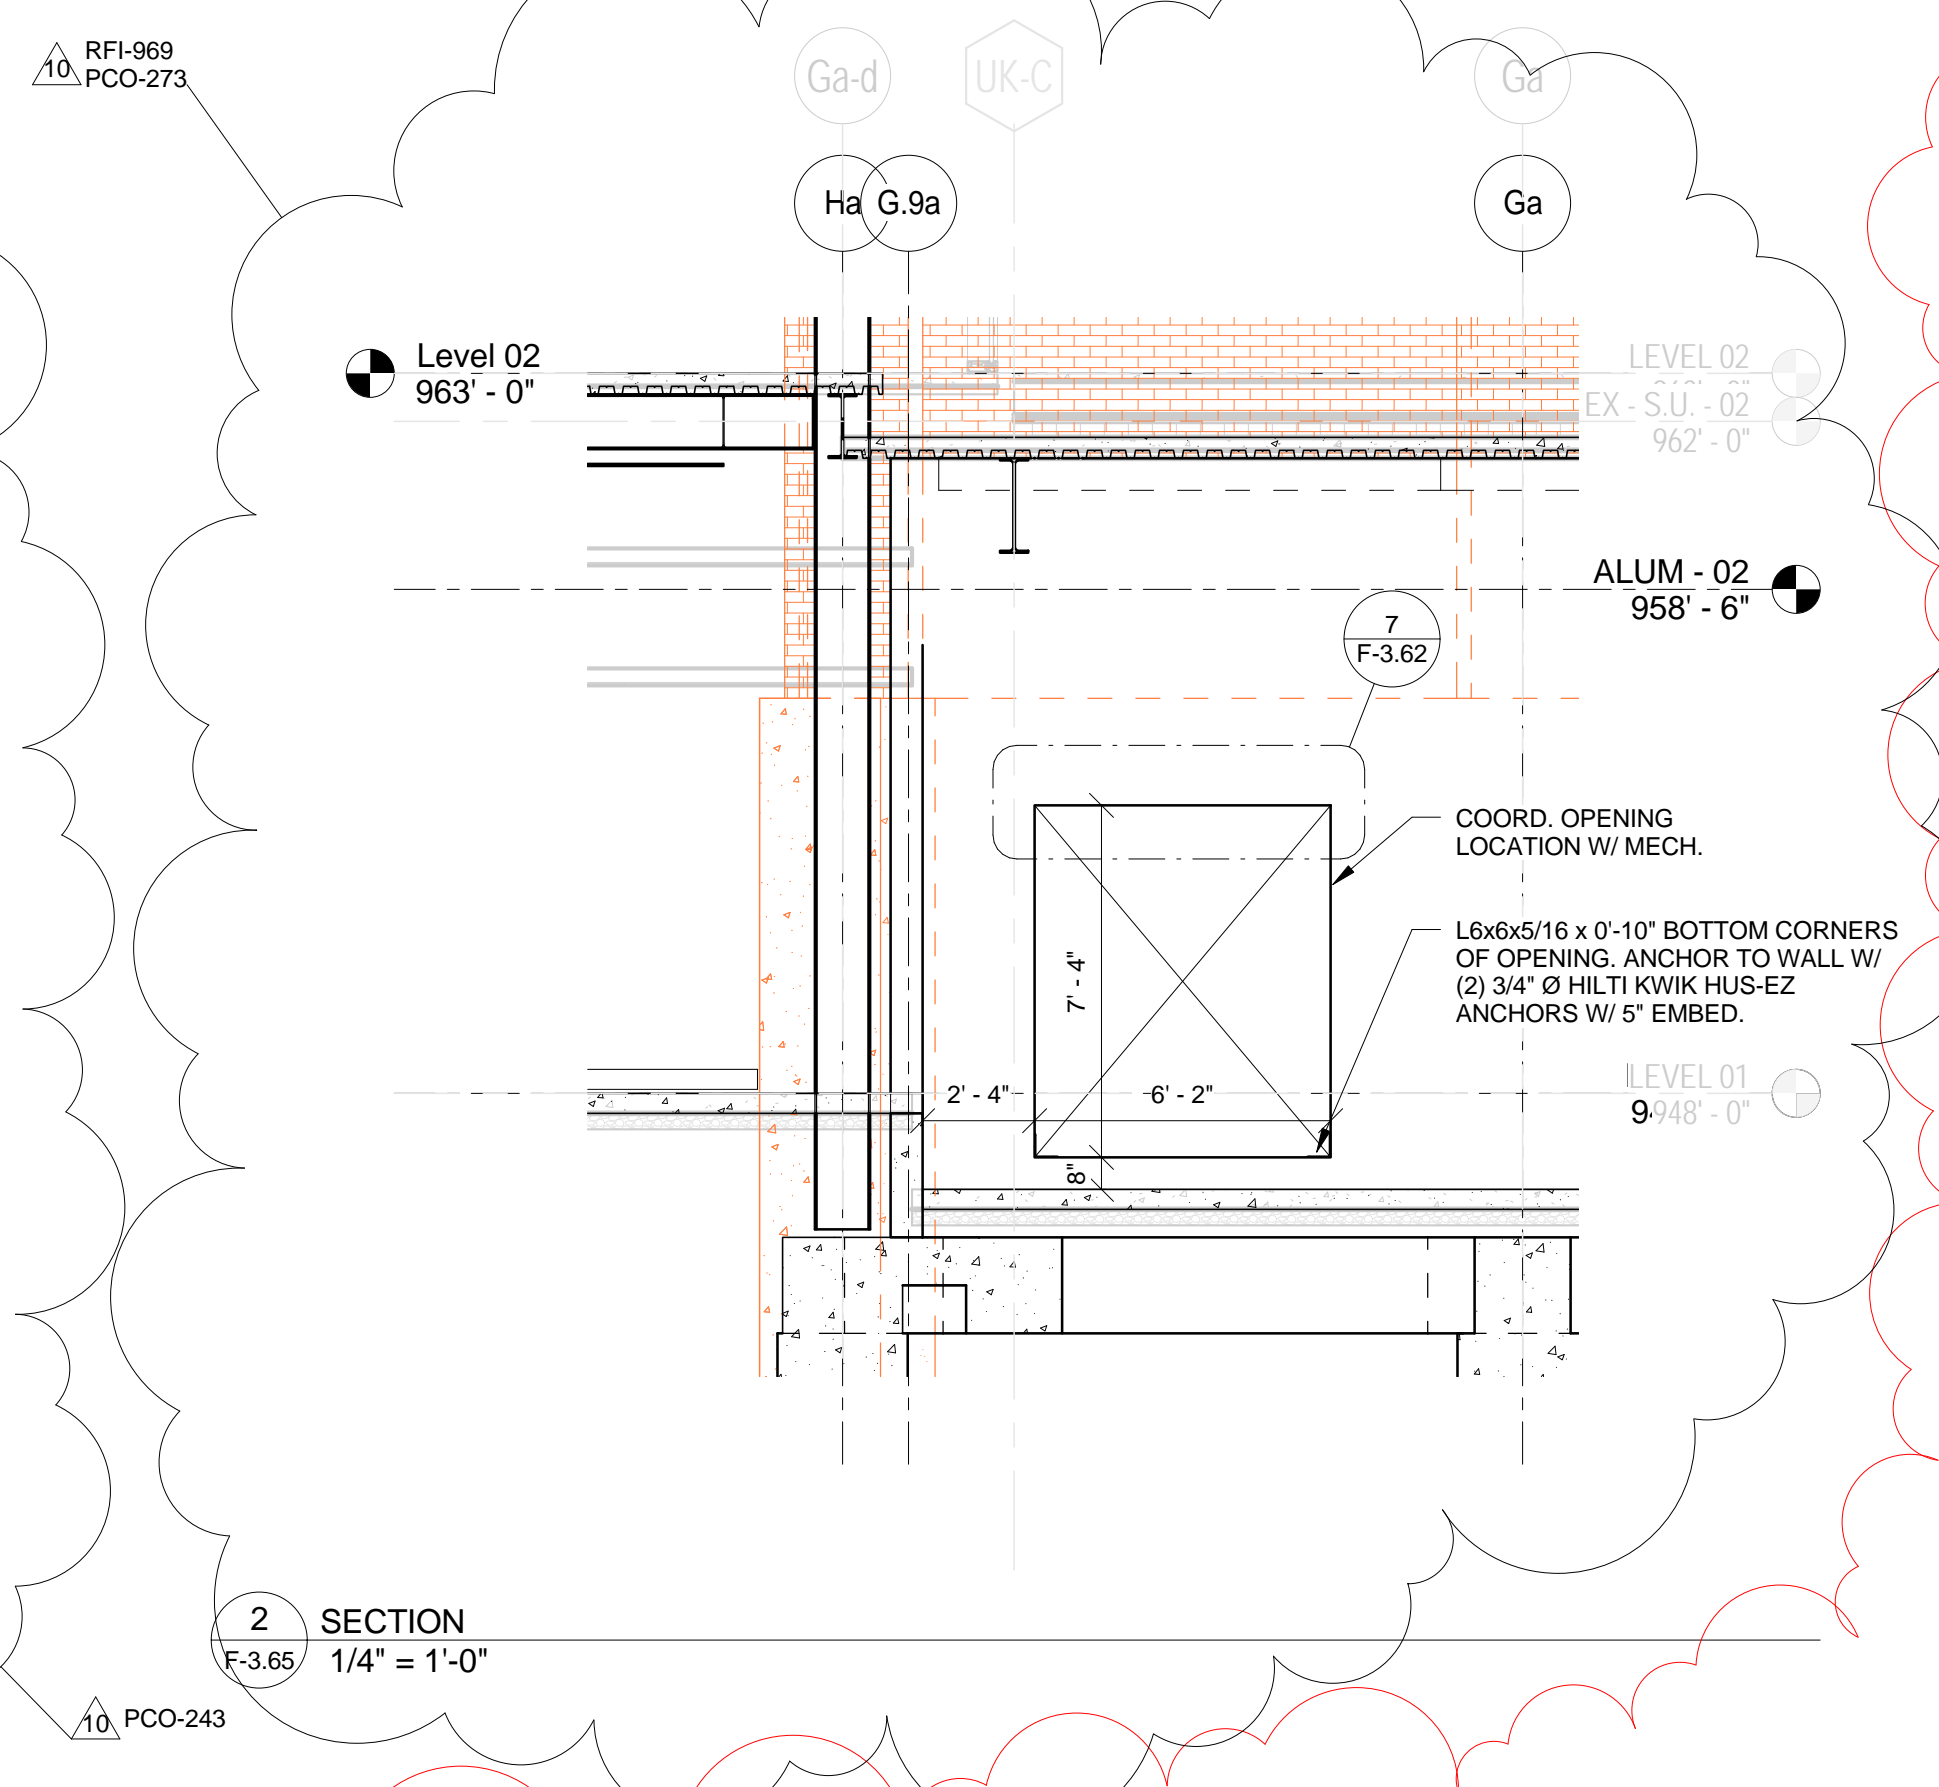 10
RFI-969
PCO-273
Ga-d
UK-C
Ga
Ha
G.9a
Ga
Level 02
963' - 0"
LEVEL 02
EX - S.U. - 02
962' - 0"
ALUM - 02
958' - 6"
7
F-3.62
COORD. OPENING
LOCATION W/ MECH.
7' - 4"
L6x6x5/16 x 0'-10" BOTTOM CORNERS
OF OPENING. ANCHOR TO WALL W/
(2) 3/4" Ø HILTI KWIK HUS-EZ
ANCHORS W/ 5" EMBED.
2' - 4"
6' - 2"
LEVEL 01
948' - 0"
8"
2
F-3.65
SECTION
1/4" = 1'-0"
10
PCO-243